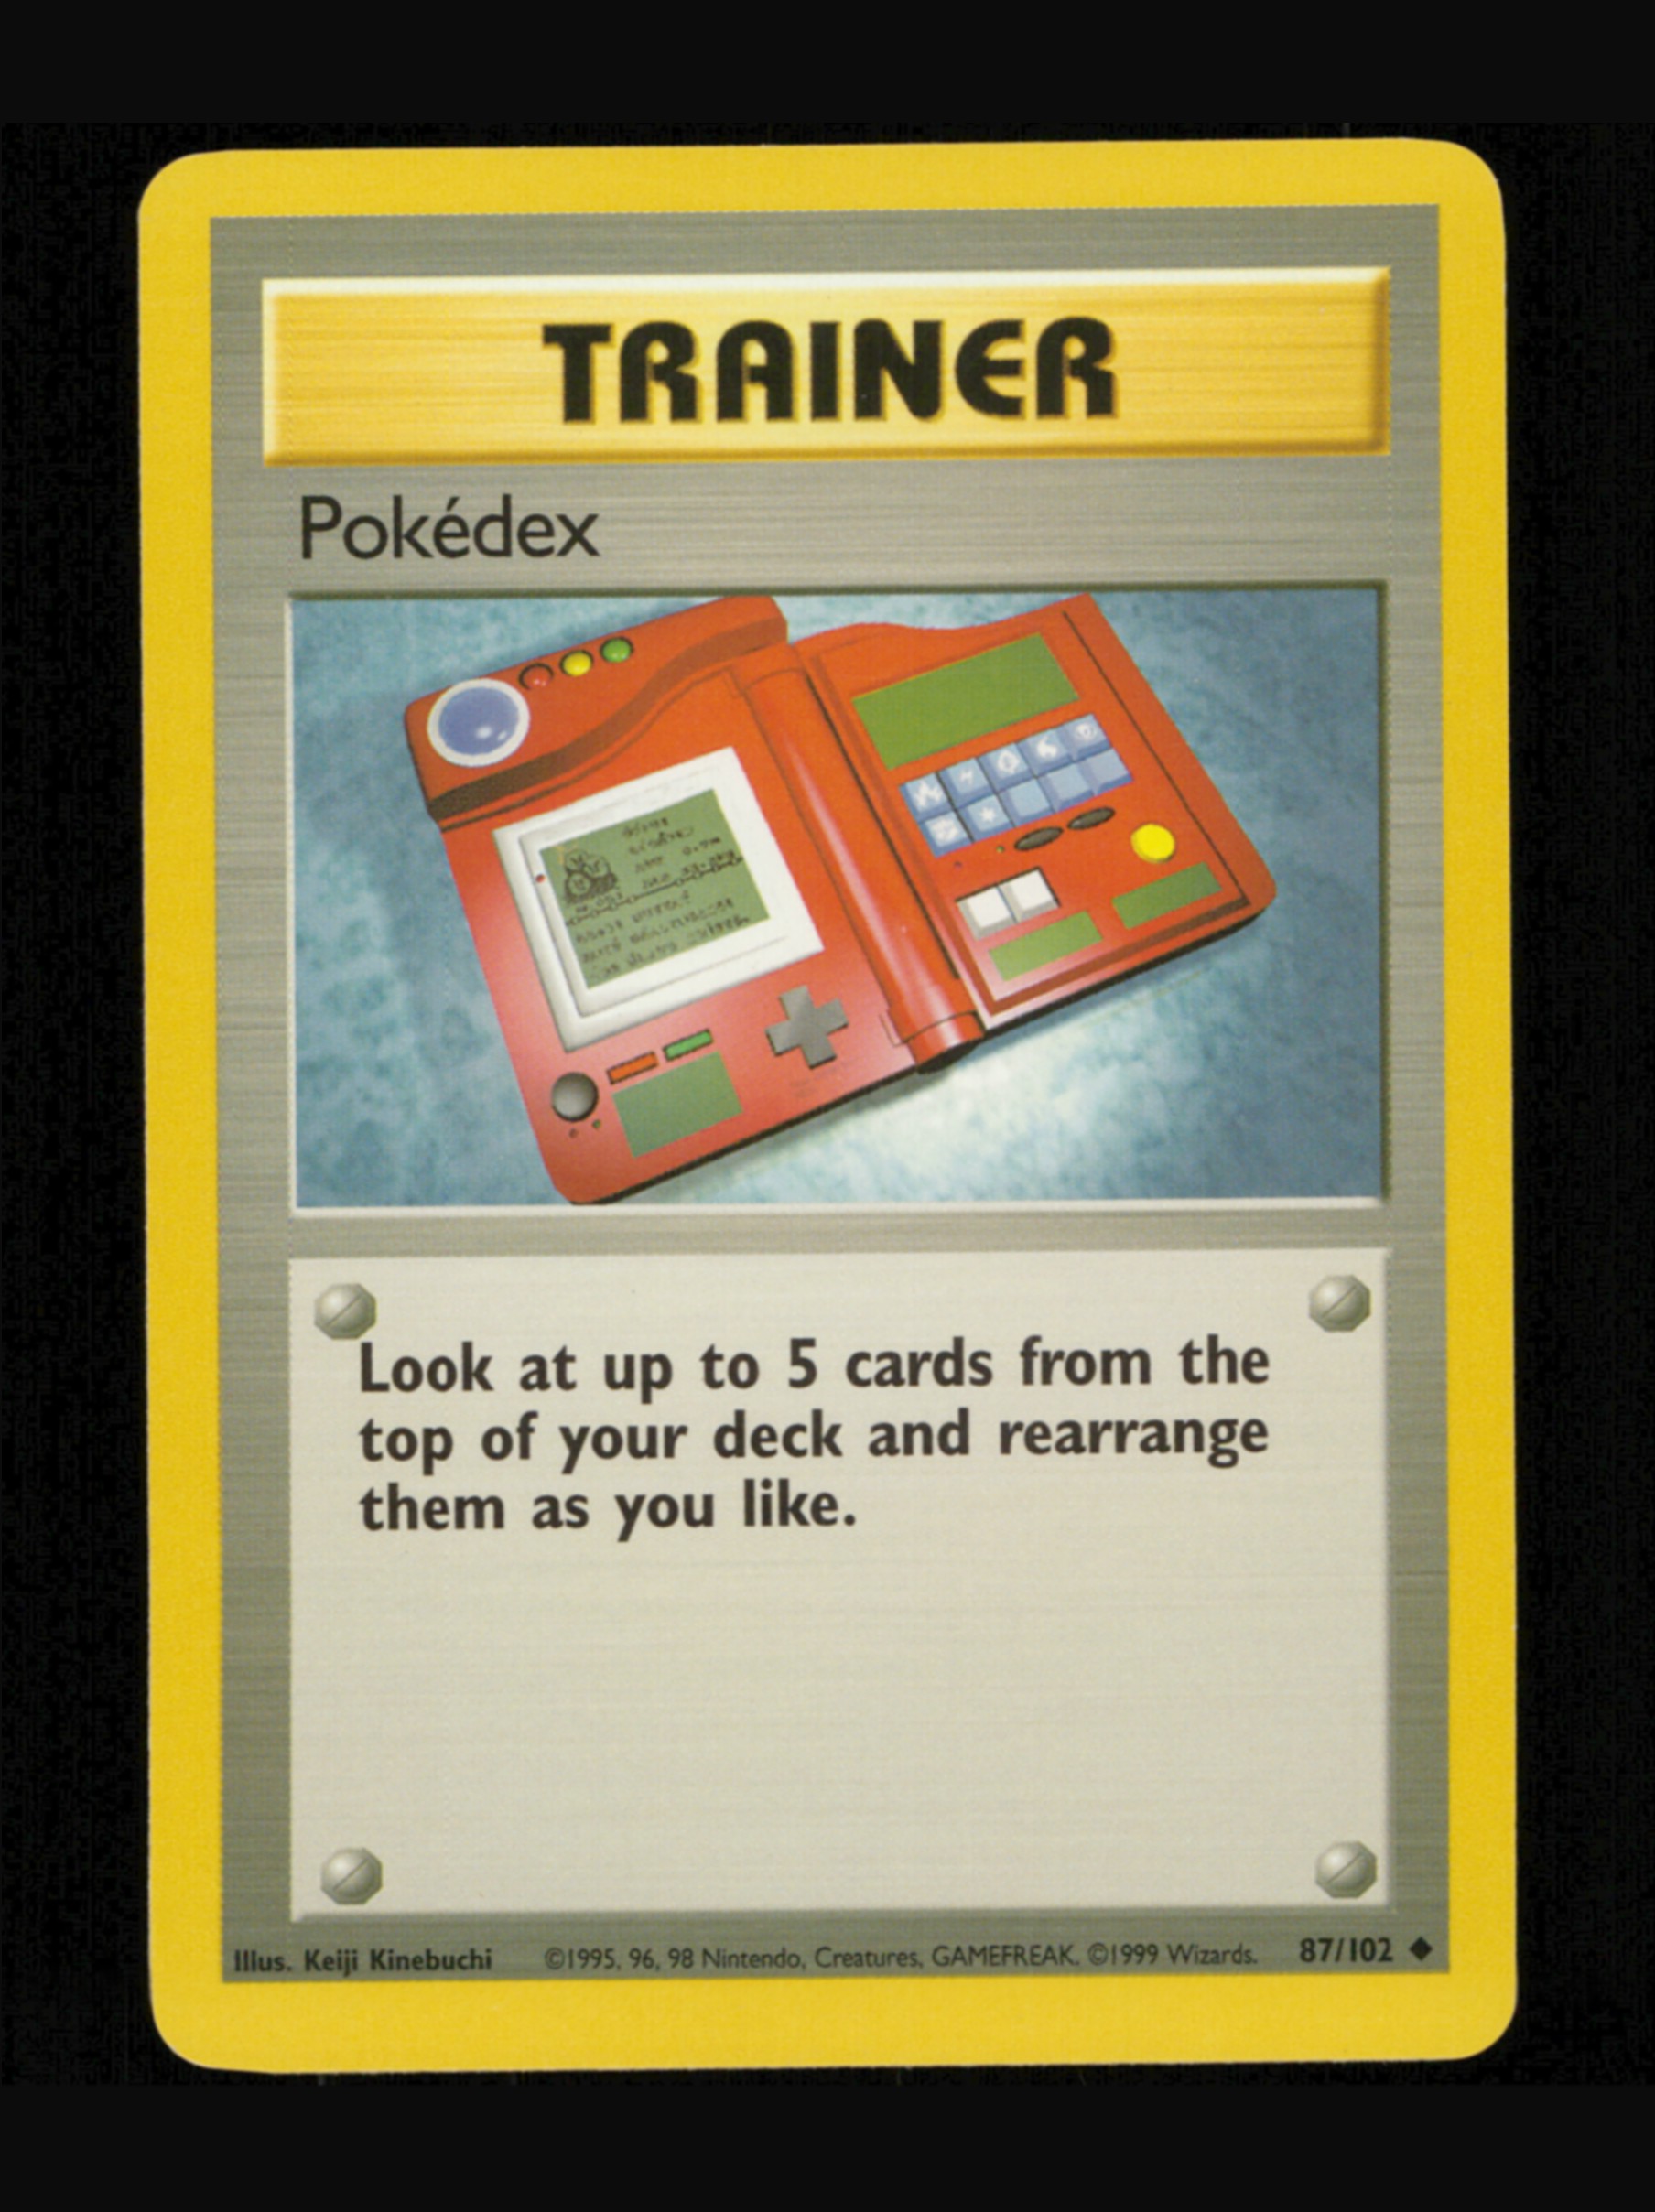 TRAINER
Pokédex
Look at up to 5 cards from the
top of your deck and rearrange
them as you like.
Illus. Keiji Kinebuchi ©1995, 96, 98 Nintendo, Creatures, GAMEFREAK. ©1999 Wizards. 87/102 ◆